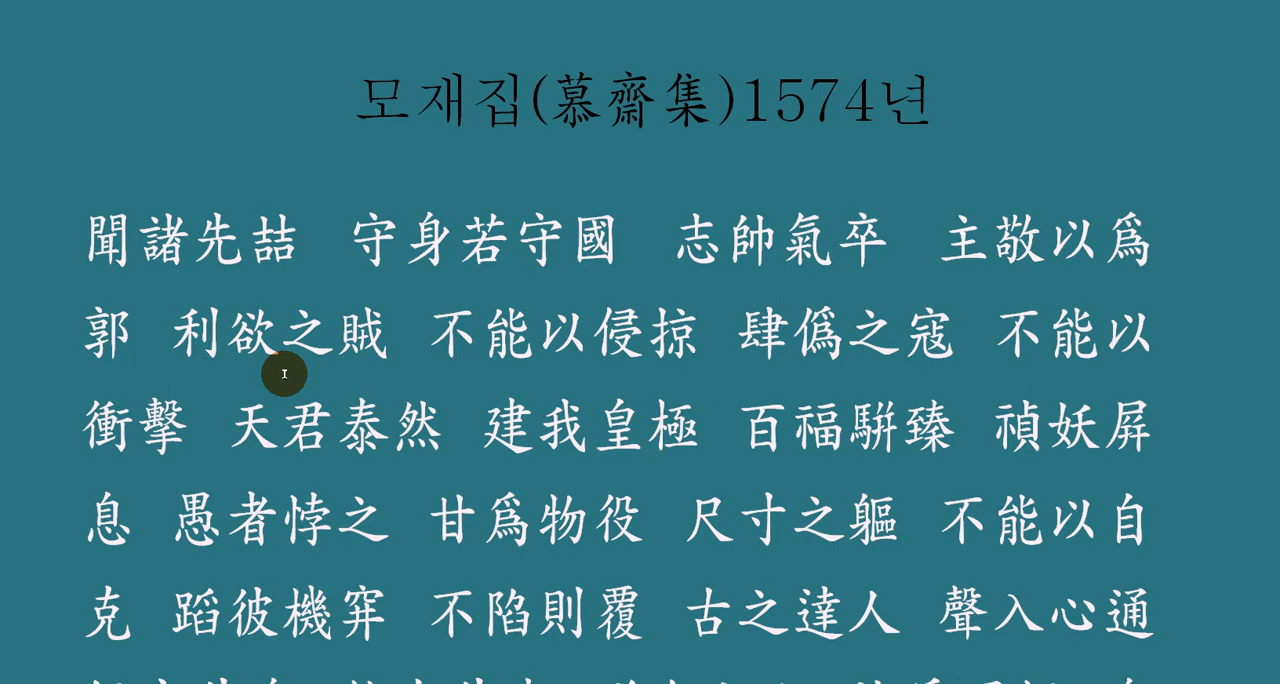 모재집(慕齋集)1574년
聞諸先喆 守身若守國 志帥氣卒 主敬以爲
郭 利欲之賊 不能以侵掠 肆僞之寇 不能以
衝擊 天君泰然 建我皇極 百福駢臻 禎妖屛
息 愚者悖之 甘爲物役 尺寸之軀 不能以自
克 蹈彼機穽 不陷則覆 古之達人 聲入心通